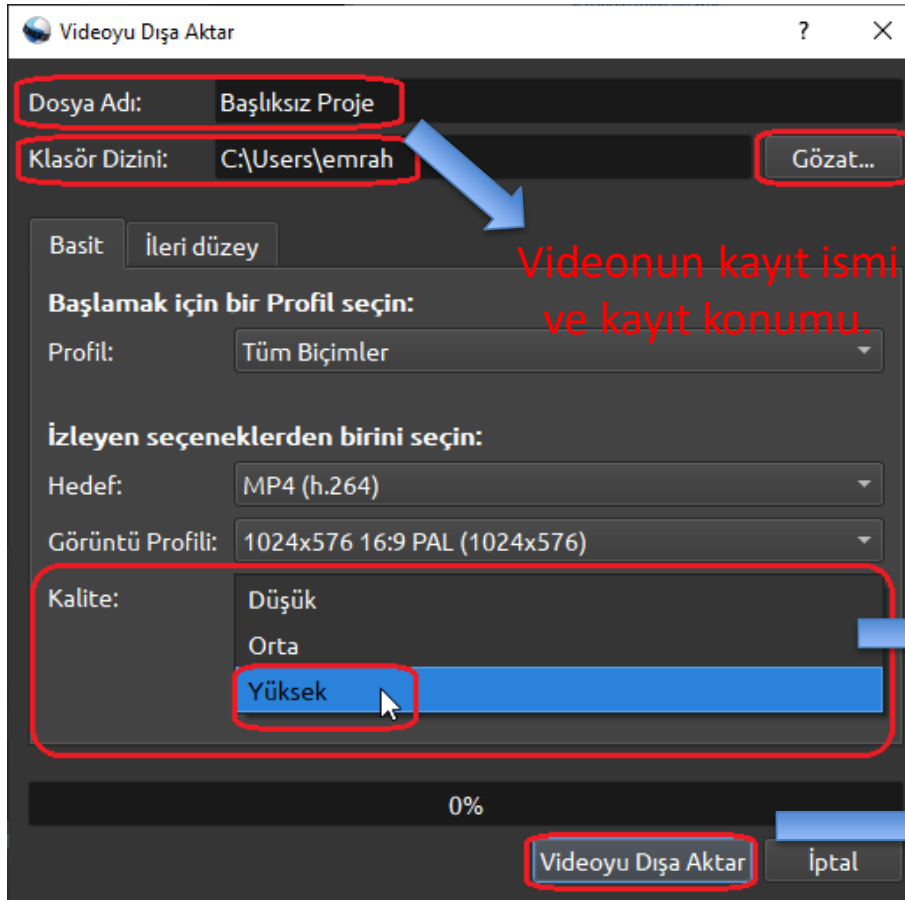 Videoyu Dışa Aktar
Dosya Adı: Başlıksız Proje
Klasör Dizini: C:\Users\emrah Gözat...
Basit İleri düzey
Videonun kayıt ismi
ve kayıt konumu.
Başlamak için bir Profil seçin:
Profil: Tüm Biçimler
İzleyen seçeneklerden birini seçin:
Hedef: MP4 (h.264)
Görüntü Profili: 1024x576 16:9 PAL (1024x576)
Kalite: Düşük
Orta
Yüksek
0%
Videoyu Dışa Aktar İptal